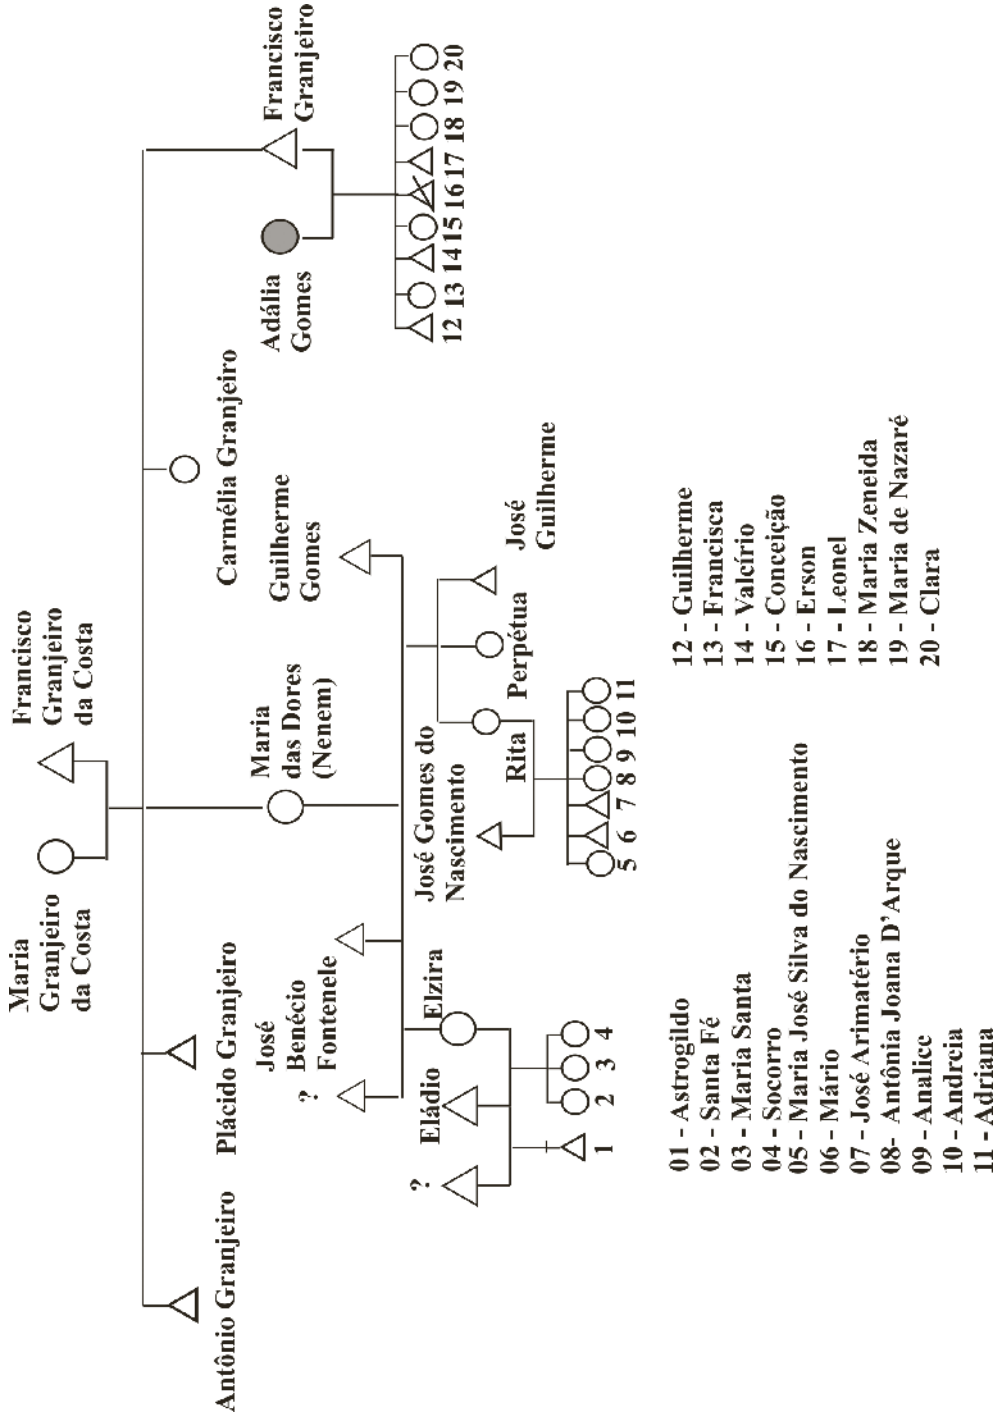 Maria
Granjeiro
da Costa
Francisco
Granjeiro
da Costa
Antônio Granjeiro
Plácido Granjeiro
Maria
das Dores
(Nenem)
Carmélia Granjeiro
Adália
Gomes
Francisco
Granjeiro
?
José
Benécio
Fontenele
Guilherme
Gomes
?
Eládio
Elzira
José Gomes do
Nascimento
Rita
Perpétua
José
Guilherme
1
2 3 4
5 6 7 8 9 10 11
12 13 14 15 16 17 18 19 20
01 - Astrogildo
02 - Santa Fé
03 - Maria Santa
04 - Socorro
05 - Maria José Silva do Nascimento
06 - Mário
07 - José Arimatério
08- Antônia Joana D’Arque
09 - Analice
10 - Andreia
11 - Adriana
12 - Guilherme
13 - Francisca
14 - Valcírio
15 - Conceição
16 - Erson
17 - Leonel
18 - Maria Zeneida
19 - Maria de Nazaré
20 - Clara